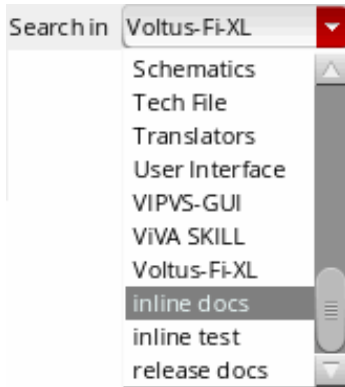 Search in Voltus-Fi-XL
Schematics
Tech File
Translators
User Interface
VIPVS-GUI
ViVA SKILL
Voltus-Fi-XL
inline docs
inline test
release docs